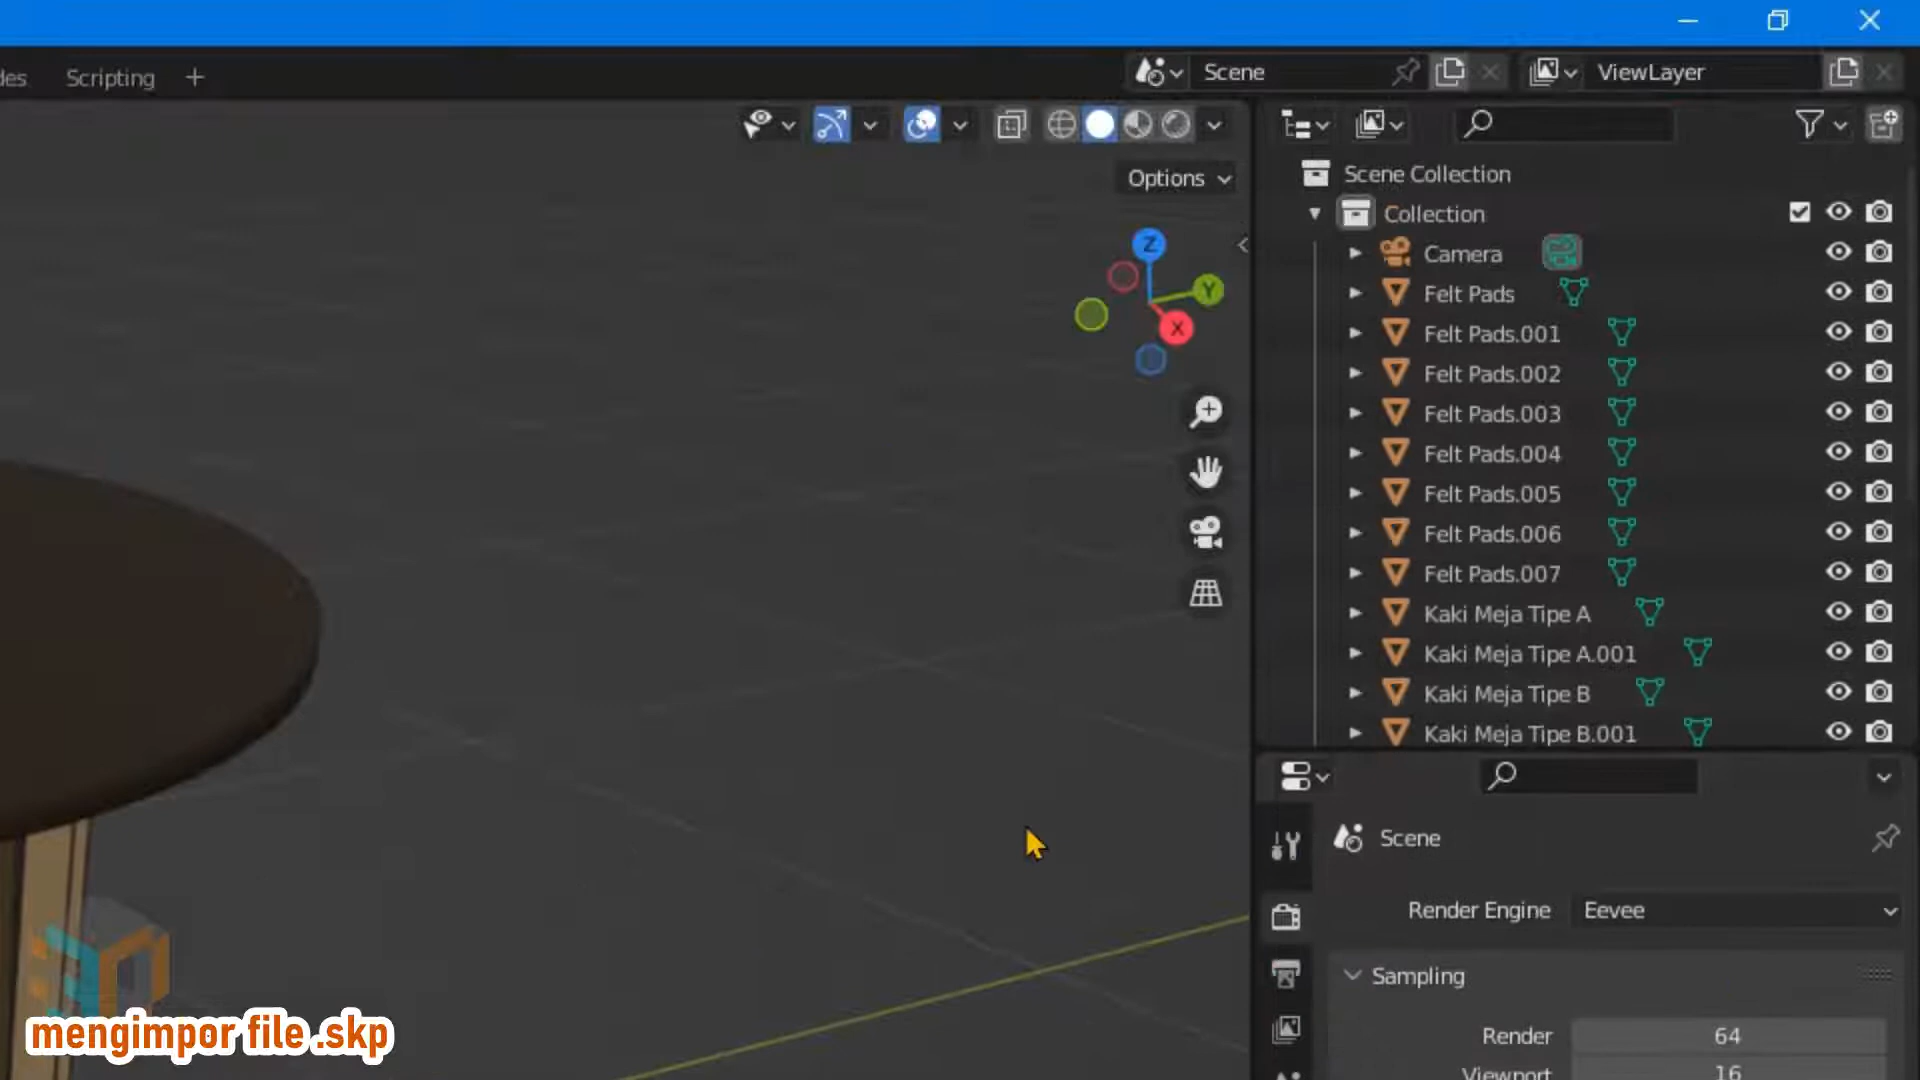 des Scripting + Scene ViewLayer
Options
Scene Collection
Collection
Camera
Felt Pads
Felt Pads.001
Felt Pads.002
Felt Pads.003
Felt Pads.004
Felt Pads.005
Felt Pads.006
Felt Pads.007
Kaki Meja Tipe A
Kaki Meja Tipe A.001
Kaki Meja Tipe B
Kaki Meja Tipe B.001
Z
Y
X
Scene
Render Engine Eevee
Sampling
Render 64
Viewport 16
mengimpor file .skp